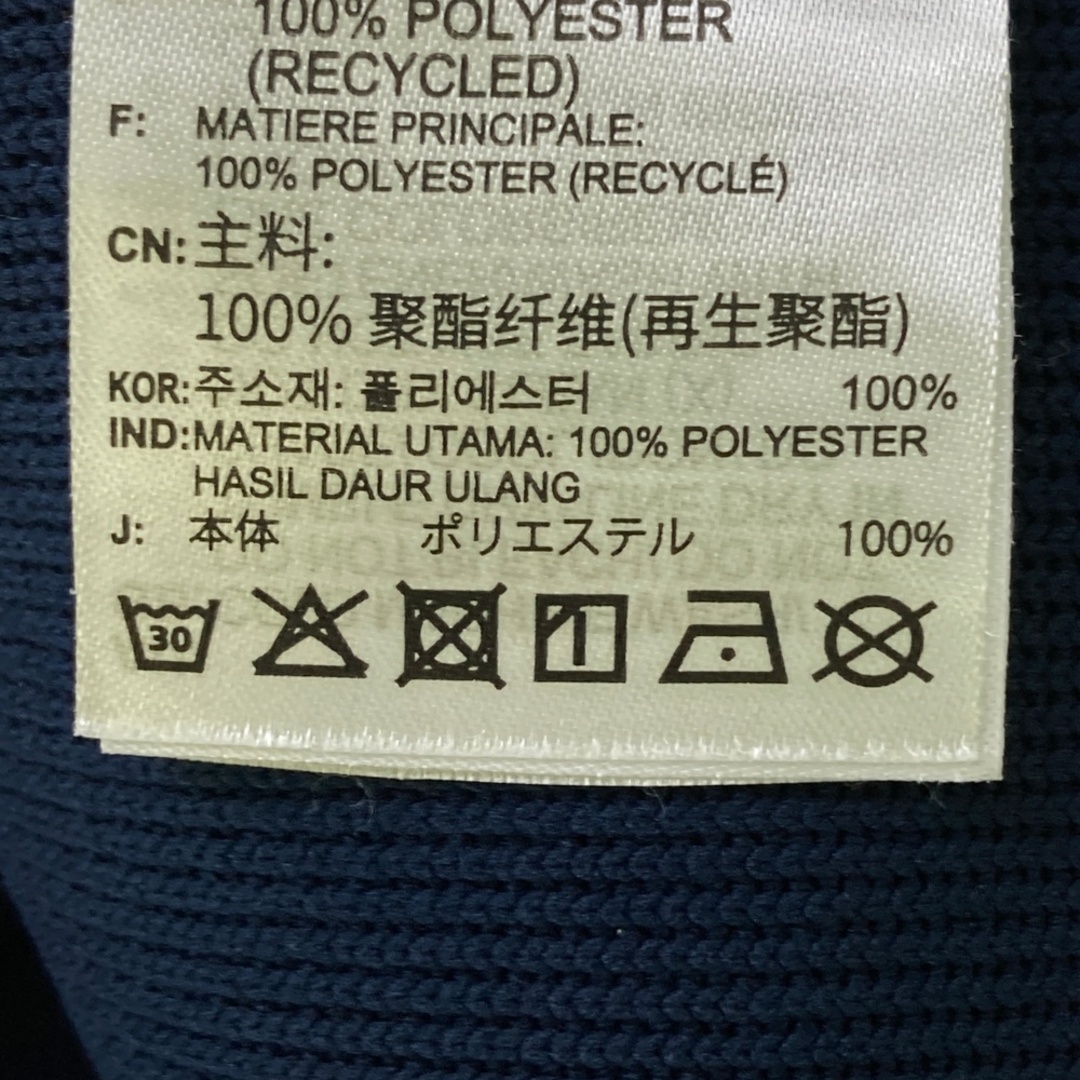 100% POLYESTER
(RECYCLED)
F: MATIERE PRINCIPALE:
100% POLYESTER (RECYCLÉ)
CN: 主料:
100% 聚酯纤维(再生聚酯)
KOR: 주소재: 폴리에스터 100%
IND: MATERIAL UTAMA: 100% POLYESTER
HASIL DAUR ULANG
J: 本体 ポリエステル 100%
30